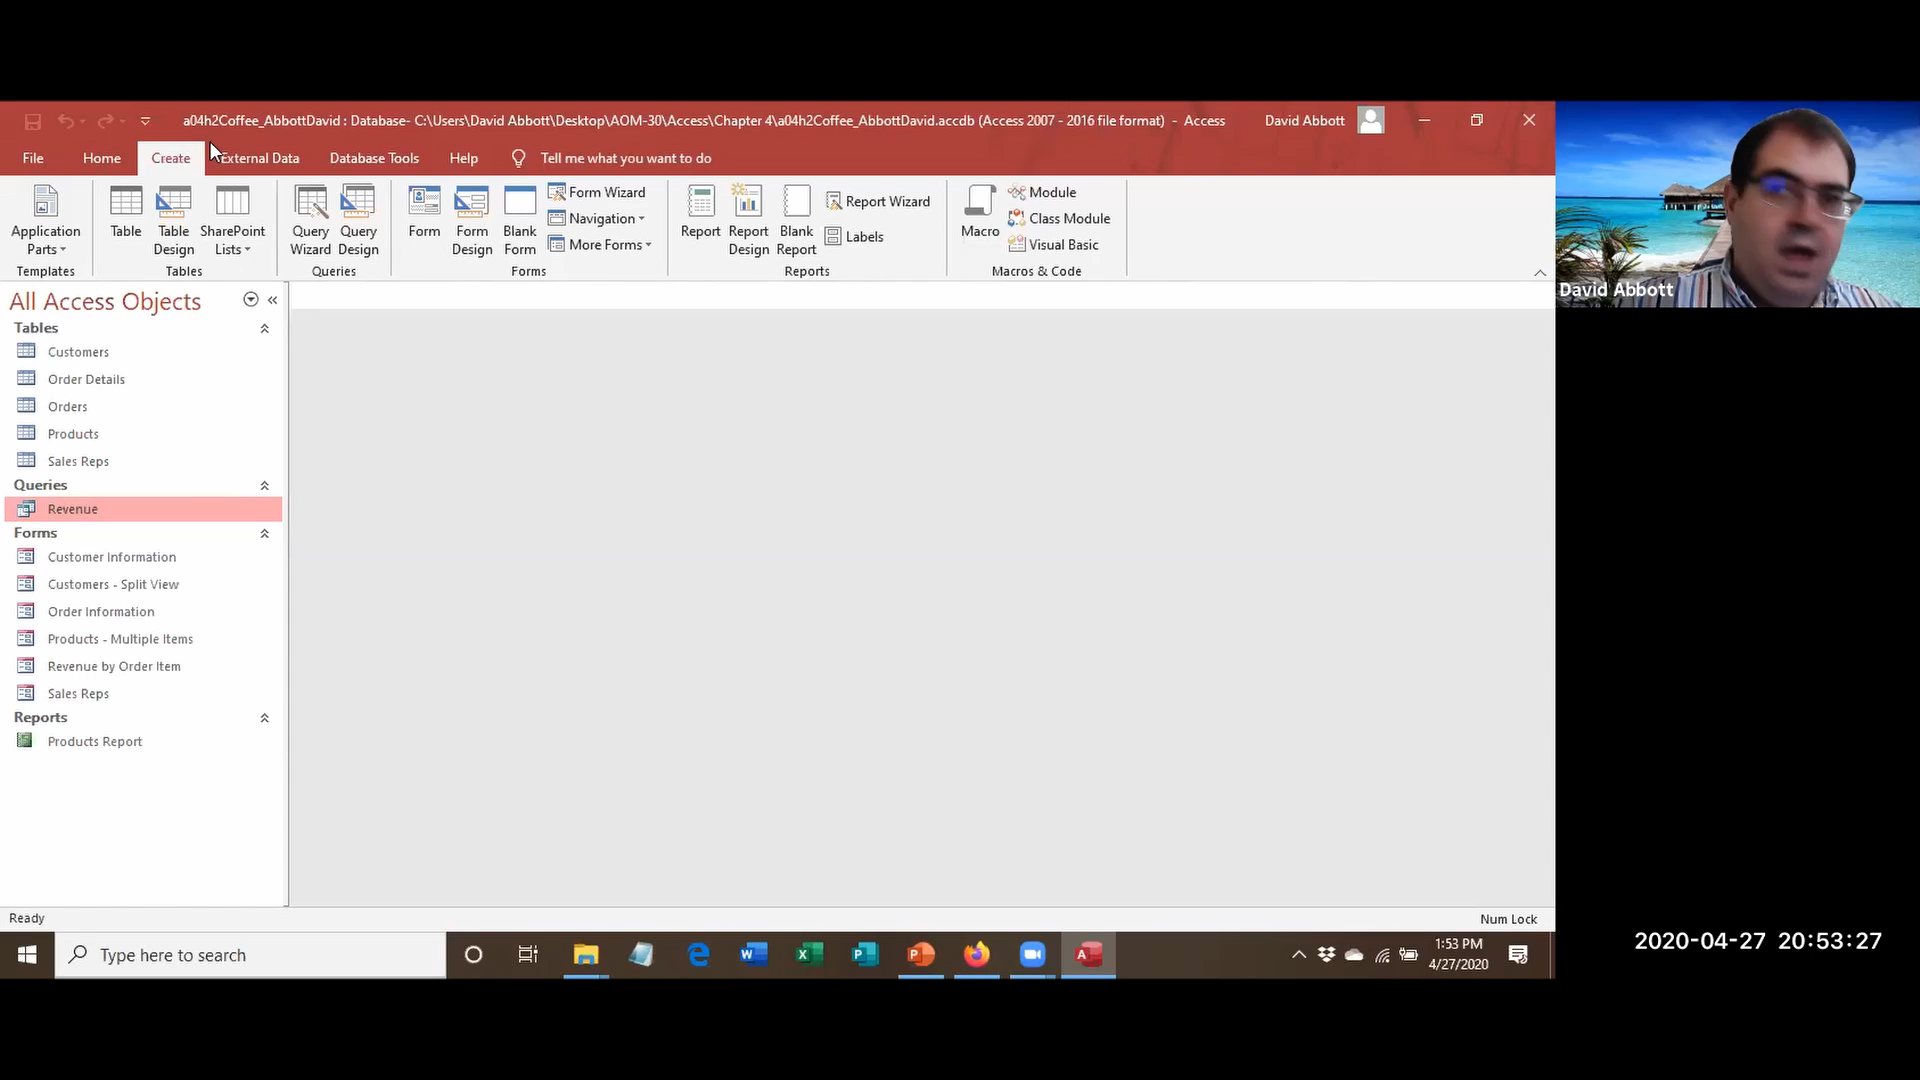 a04h2Coffee_AbbottDavid : Database- C:\Users\David Abbott\Desktop\AOM-30\Access\Chapter 4\a04h2Coffee_AbbottDavid.accdb (Access 2007 - 2016 file format) - Access
David Abbott
File Home Create External Data Database Tools Help Tell me what you want to do
Application Parts
Templates
Table
Table Design
SharePoint Lists
Tables
Query Wizard
Query Design
Queries
Form
Form Design
Blank Form
Form Wizard
Navigation
More Forms
Forms
Report
Report Design
Blank Report
Report Wizard
Labels
Reports
Macro
Module
Class Module
Visual Basic
Macros & Code
David Abbott
All Access Objects
Tables
Customers
Order Details
Orders
Products
Sales Reps
Queries
Revenue
Forms
Customer Information
Customers - Split View
Order Information
Products - Multiple Items
Revenue by Order Item
Sales Reps
Reports
Products Report
Ready
Num Lock
Type here to search
1:53 PM
4/27/2020
2020-04-27 20:53:27